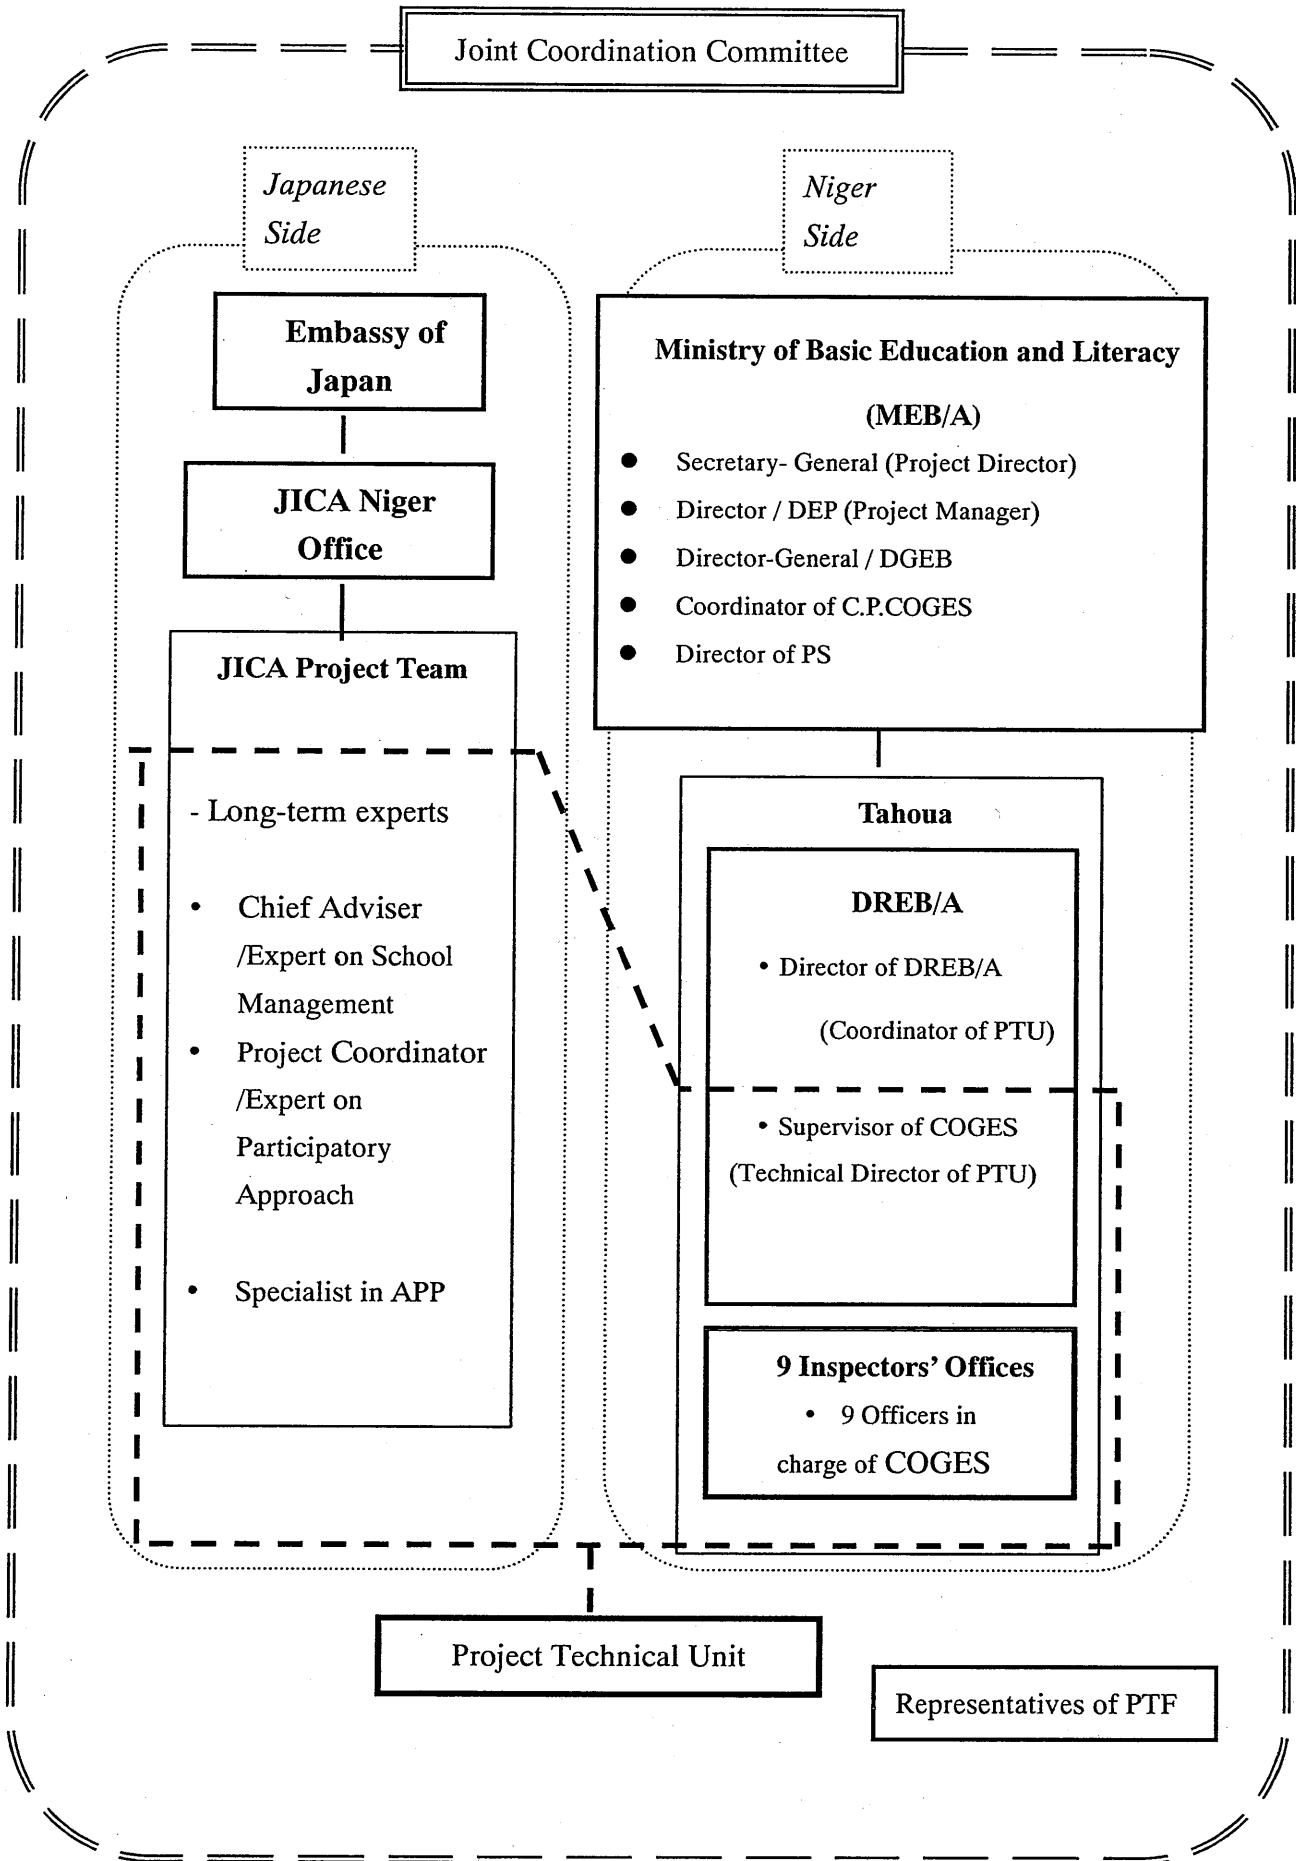 Joint Coordination Committee
Japanese
Side
Embassy of
Japan
JICA Niger
Office
JICA Project Team
- Long-term experts
• Chief Adviser
/Expert on School
Management
• Project Coordinator
/Expert on
Participatory
Approach
• Specialist in APP
Niger
Side
Ministry of Basic Education and Literacy
(MEB/A)
● Secretary- General (Project Director)
● Director / DEP (Project Manager)
● Director-General / DGEB
● Coordinator of C.P.COGES
● Director of PS
Tahoua
DREB/A
• Director of DREB/A
(Coordinator of PTU)
• Supervisor of COGES
(Technical Director of PTU)
9 Inspectors' Offices
• 9 Officers in
charge of COGES
Project Technical Unit
Representatives of PTF